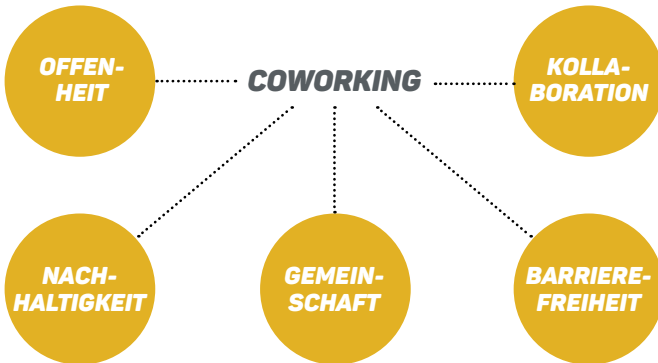 OFFEN-
HEIT
COWORKING
KOLLA-
BORATION
NACH-
HALTIGKEIT
GEMEIN-
SCHAFT
BARRIERE-
FREIHEIT